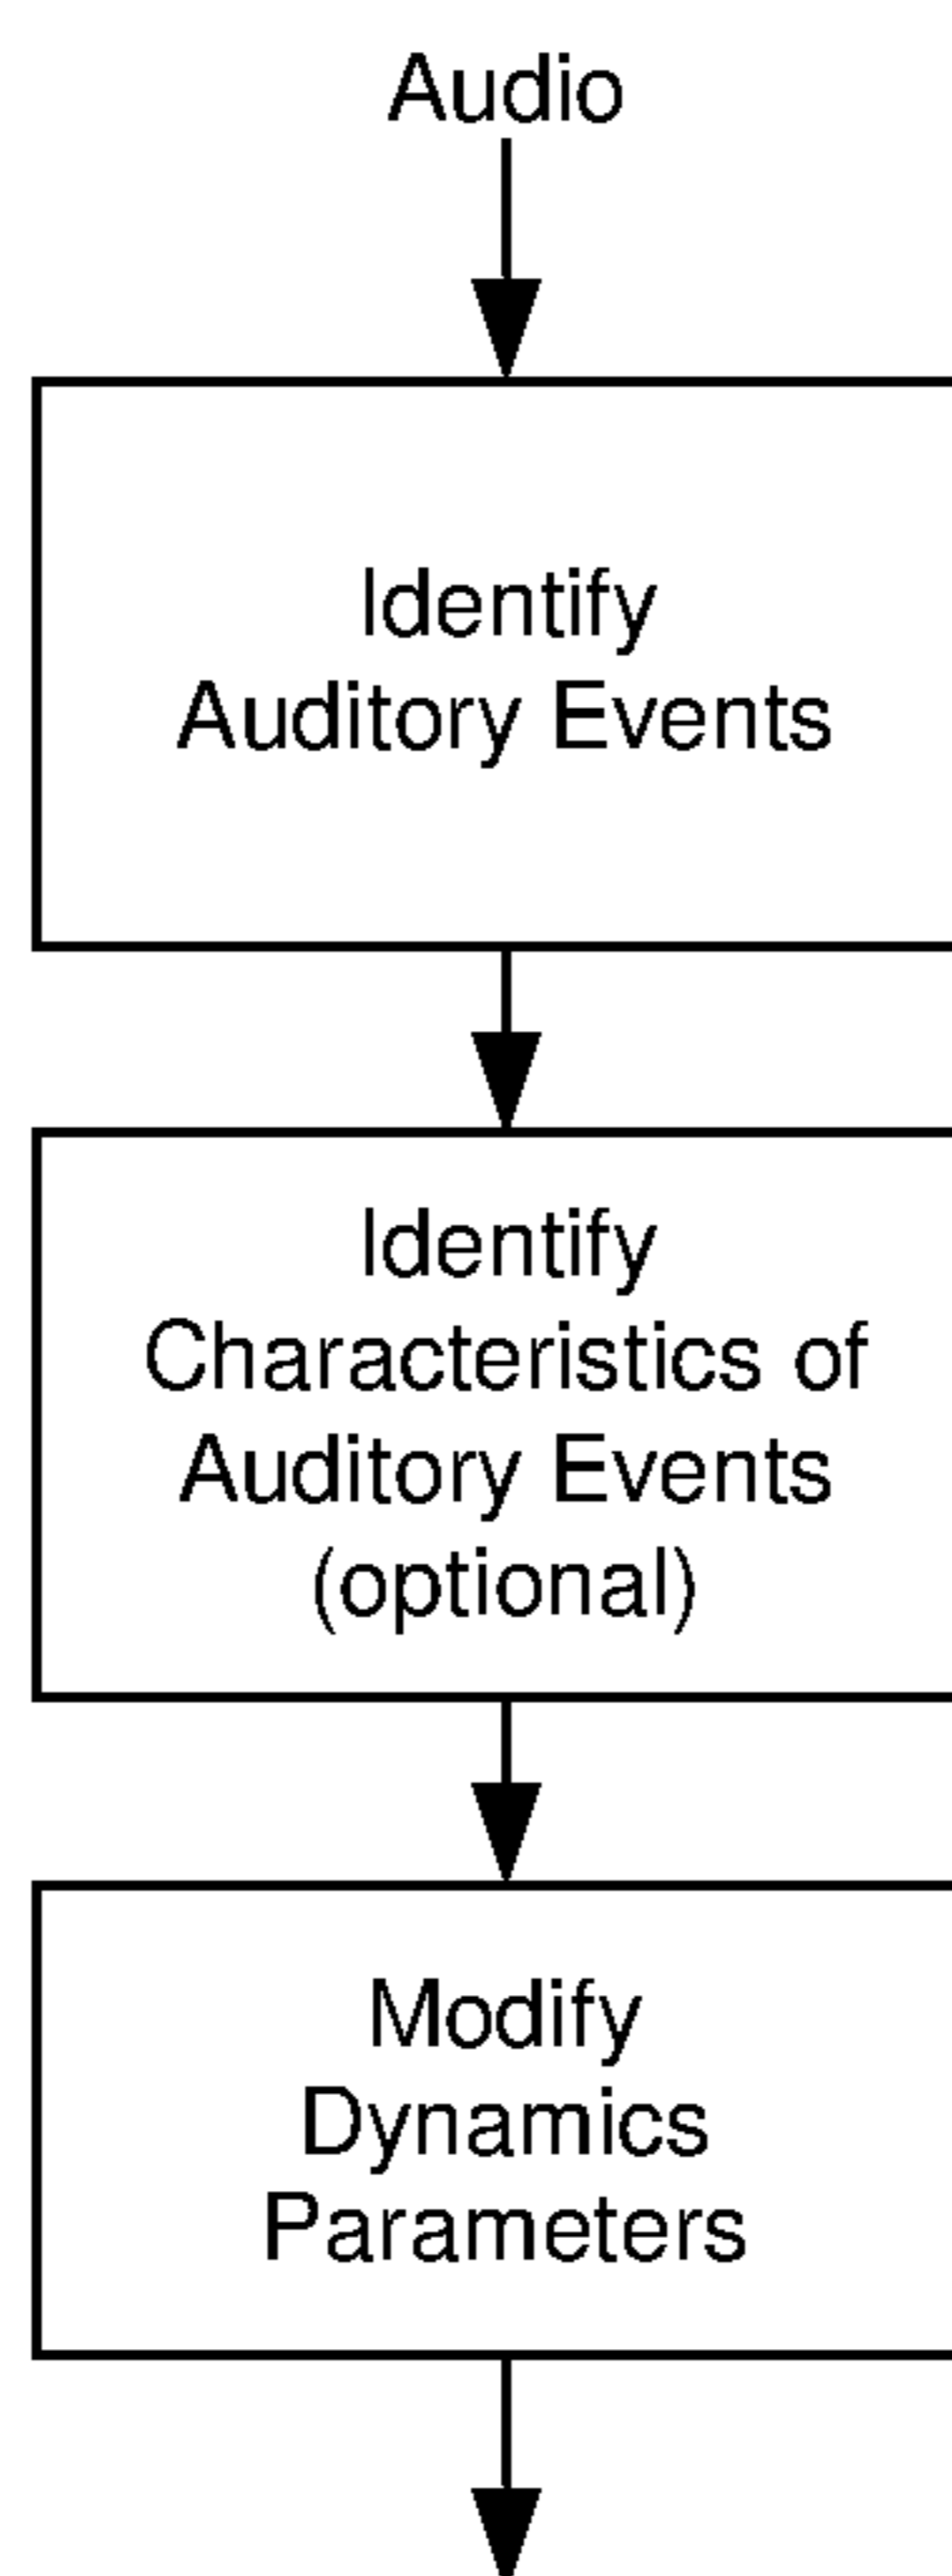 Audio
Identify
Auditory Events
Identify
Characteristics of
Auditory Events
(optional)
Modify
Dynamics
Parameters